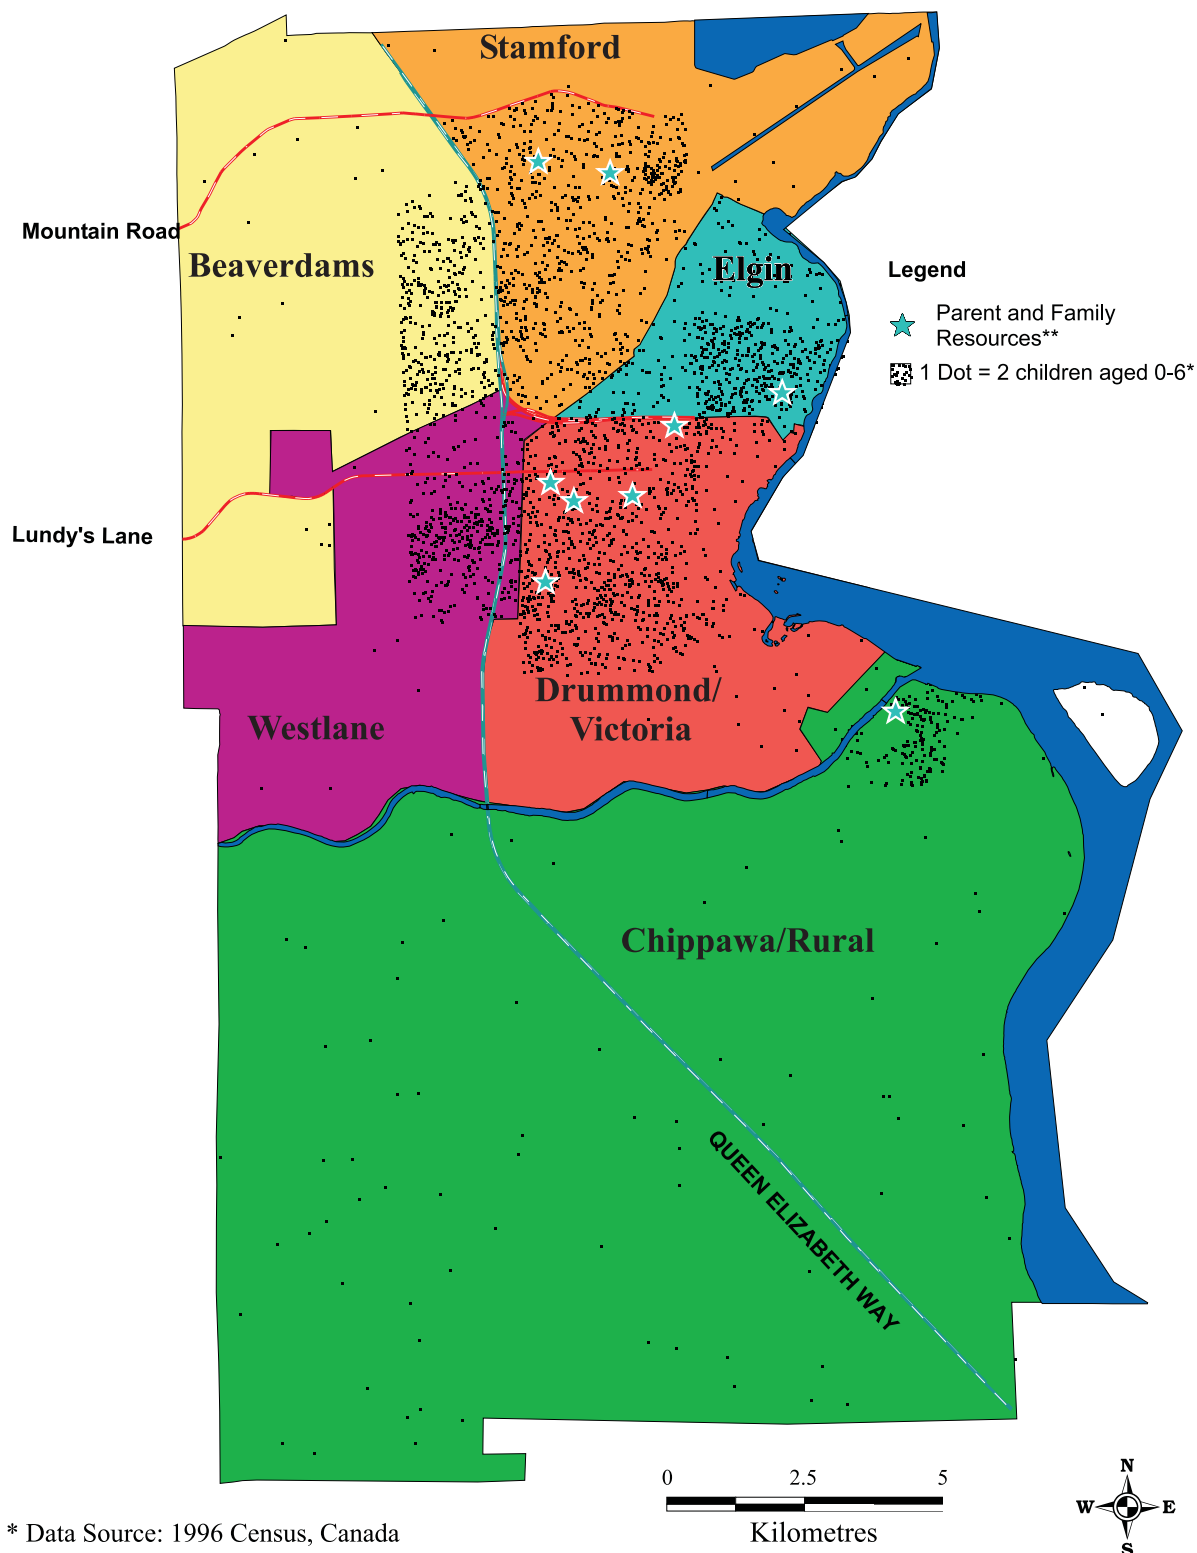 Stamford
Mountain Road
Beaverdams
Elgin
Legend
Parent and Family
Resources**
1 Dot = 2 children aged 0-6*
Lundy's Lane
Drummond/
Victoria
Westlane
Chippawa/Rural
QUEEN ELIZABETH WAY
0 2.5 5
Kilometres
N
W E
S
* Data Source: 1996 Census, Canada